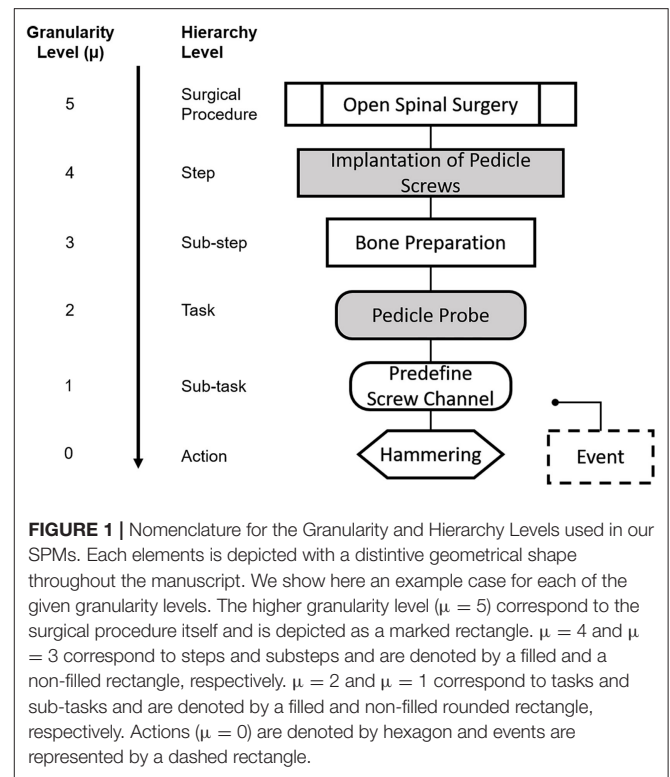 Granularity
Level (μ)
Hierarchy
Level
5
Surgical
Procedure
Open Spinal Surgery
4
Step
Implantation of Pedicle
Screws
3
Sub-step
Bone Preparation
2
Task
Pedicle Probe
1
Sub-task
Predefine
Screw Channel
0
Action
Hammering
Event
FIGURE 1 | Nomenclature for the Granularity and Hierarchy Levels used in our
SPMs. Each elements is depicted with a distintive geometrical shape
throughout the manuscript. We show here an example case for each of the
given granularity levels. The higher granularity level (μ = 5) correspond to the
surgical procedure itself and is depicted as a marked rectangle. μ = 4 and μ
= 3 correspond to steps and substeps and are denoted by a filled and a
non-filled rectangle, respectively. μ = 2 and μ = 1 correspond to tasks and
sub-tasks and are denoted by a filled and non-filled rounded rectangle,
respectively. Actions (μ = 0) are denoted by hexagon and events are
represented by a dashed rectangle.